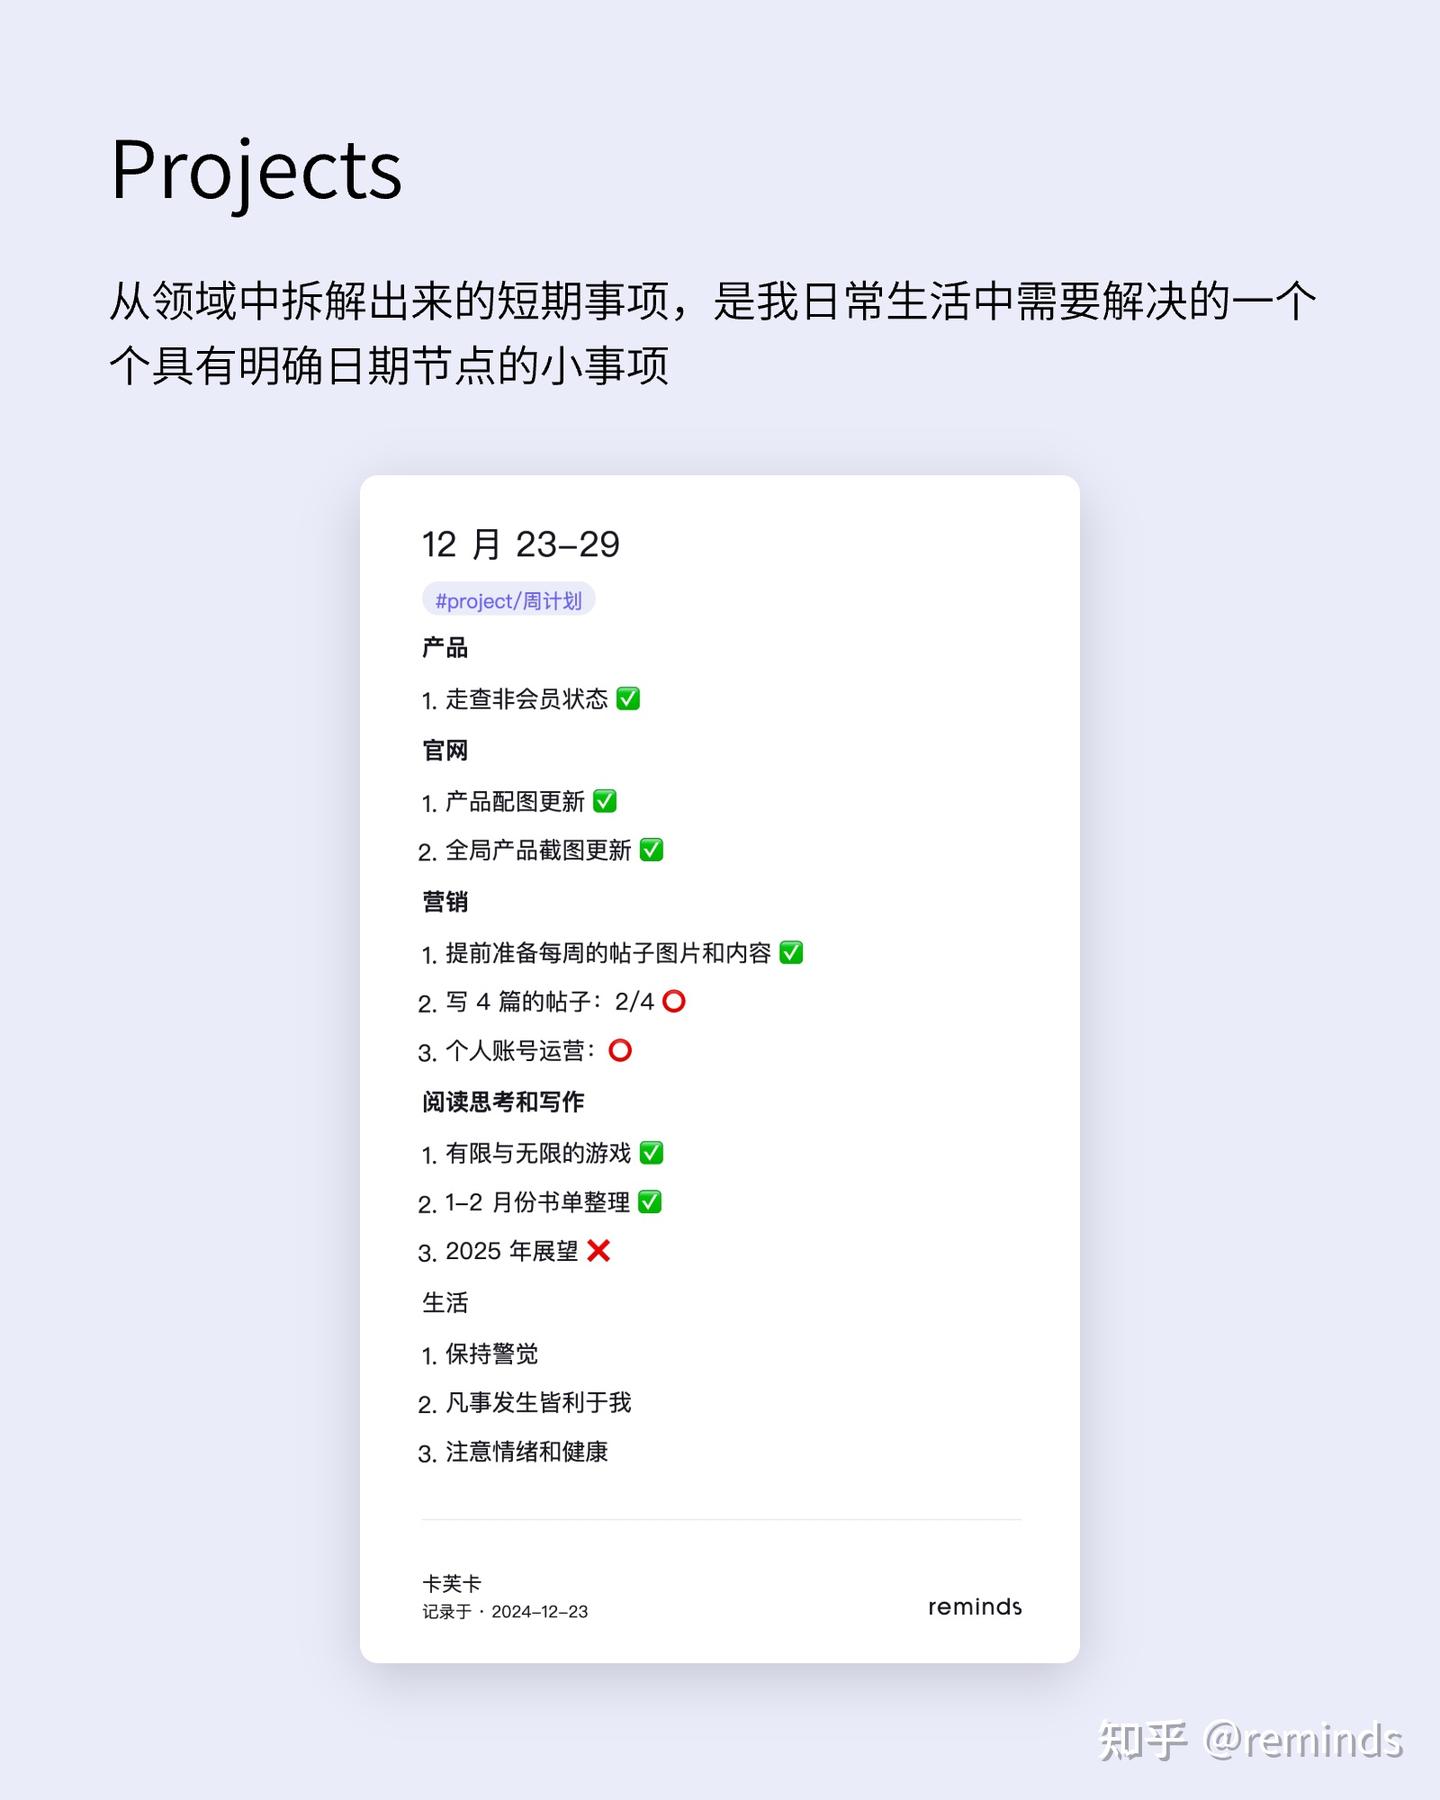 Projects
从领域中拆解出来的短期事项，是我日常生活中需要解决的一个
个具有明确日期节点的小事项
12 月 23–29
#project/周计划
产品
1. 走查非会员状态 ✅
官网
1. 产品配图更新 ✅
2. 全局产品截图更新 ✅
营销
1. 提前准备每周的帖子图片和内容 ✅
2. 写 4 篇的帖子：2/4 ⭕
3. 个人账号运营：⭕
阅读思考和写作
1. 有限与无限的游戏 ✅
2. 1–2 月份书单整理 ✅
3. 2025 年展望 ❌
生活
1. 保持警觉
2. 凡事发生皆利于我
3. 注意情绪和健康
卡芙卡
记录于 · 2024–12–23
reminds
知乎 @reminds